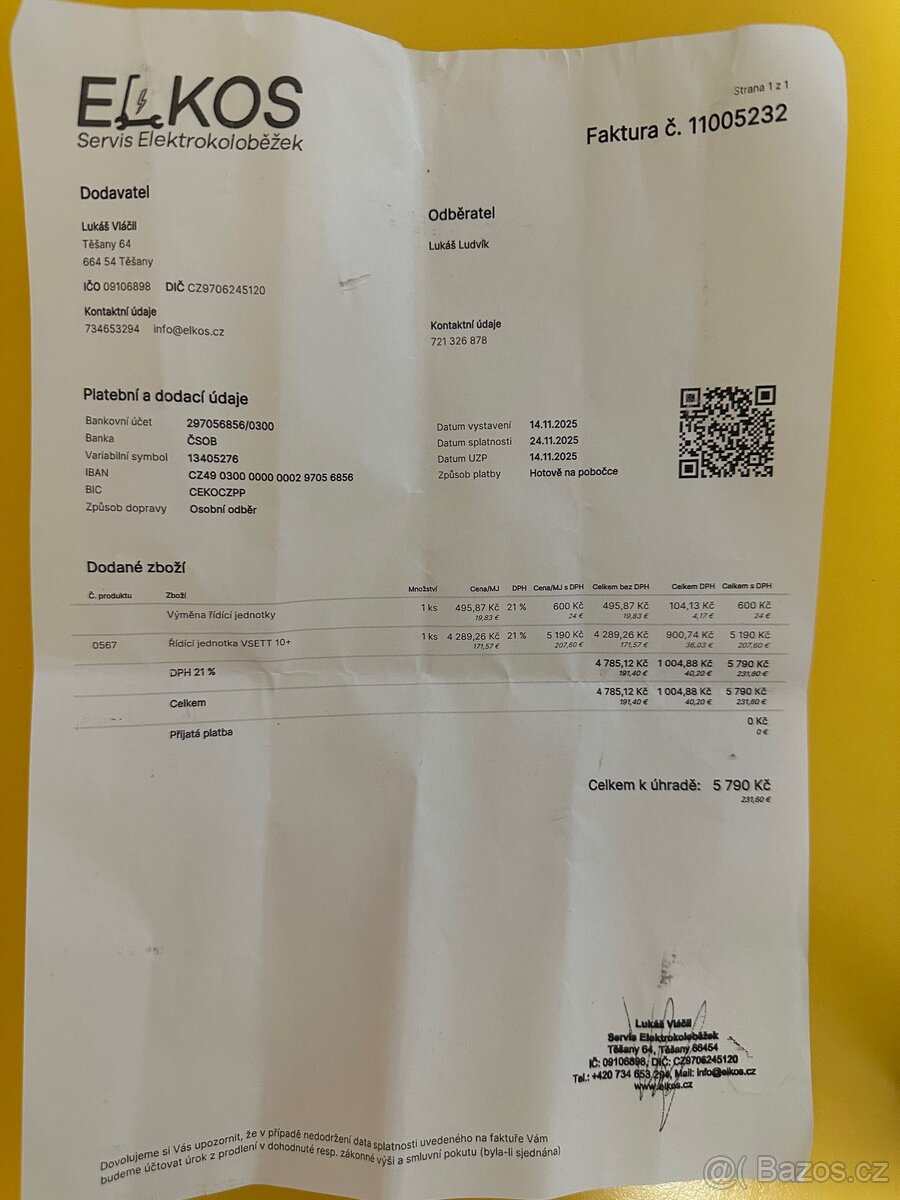 ELKOS
Servis Elektrokoloběžek
Strana 1 z 1
Faktura č. 11005232
Dodavatel
Lukáš Vláčil
Těšany 64
664 54 Těšany
IČO 09106898 DIČ CZ9706245120
Kontaktní údaje
734653294 info@elkos.cz
Odběratel
Lukáš Ludvík
Kontaktní údaje
721 326 878
Platební a dodací údaje
Bankovní účet 297056856/0300
Banka ČSOB
Variabilní symbol 13405276
IBAN CZ49 0300 0000 0002 9705 6856
BIC CEKOCZPP
Způsob dopravy Osobní odběr
Datum vystavení 14.11.2025
Datum splatnosti 24.11.2025
Datum UZP 14.11.2025
Způsob platby Hotově na pobočce
Dodané zboží
Č. produktu Zboží Množství Cena/MJ DPH Cena/MJ s DPH Celkem bez DPH Celkem DPH Celkem s DPH
Výměna řídící jednotky 1 ks 495,87 Kč 21 % 600 Kč 495,87 Kč 104,13 Kč 600 Kč
19,83 € 24 € 19,83 € 4,17 € 24 €
0567 Řídící jednotka VSETT 10+ 1 ks 4 289,26 Kč 21 % 5 190 Kč 4 289,26 Kč 900,74 Kč 5 190 Kč
171,57 € 207,60 € 171,57 € 36,03 € 207,60 €
DPH 21 % 4 785,12 Kč 1 004,88 Kč 5 790 Kč
191,40 € 40,20 € 231,60 €
Celkem 4 785,12 Kč 1 004,88 Kč 5 790 Kč
191,40 € 40,20 € 231,60 €
Přijatá platba 0 Kč
0 €
Celkem k úhradě: 5 790 Kč
231,60 €
Lukáš Vláčil
Servis Elektrokoloběžek
Těšany 64, Těšany 66454
IČ: 09106898, DIČ: CZ9706245120
Tel.: +420 734 653 294, Mail: info@elkos.cz
www.elkos.cz
Dovolujeme si Vás upozornit, že v případě nedodržení data splatnosti uvedeného na faktuře Vám
budeme účtovat úrok z prodlení v dohodnuté resp. zákonné výši a smluvní pokutu (byla-li sjednána)
@( Bazos.cz